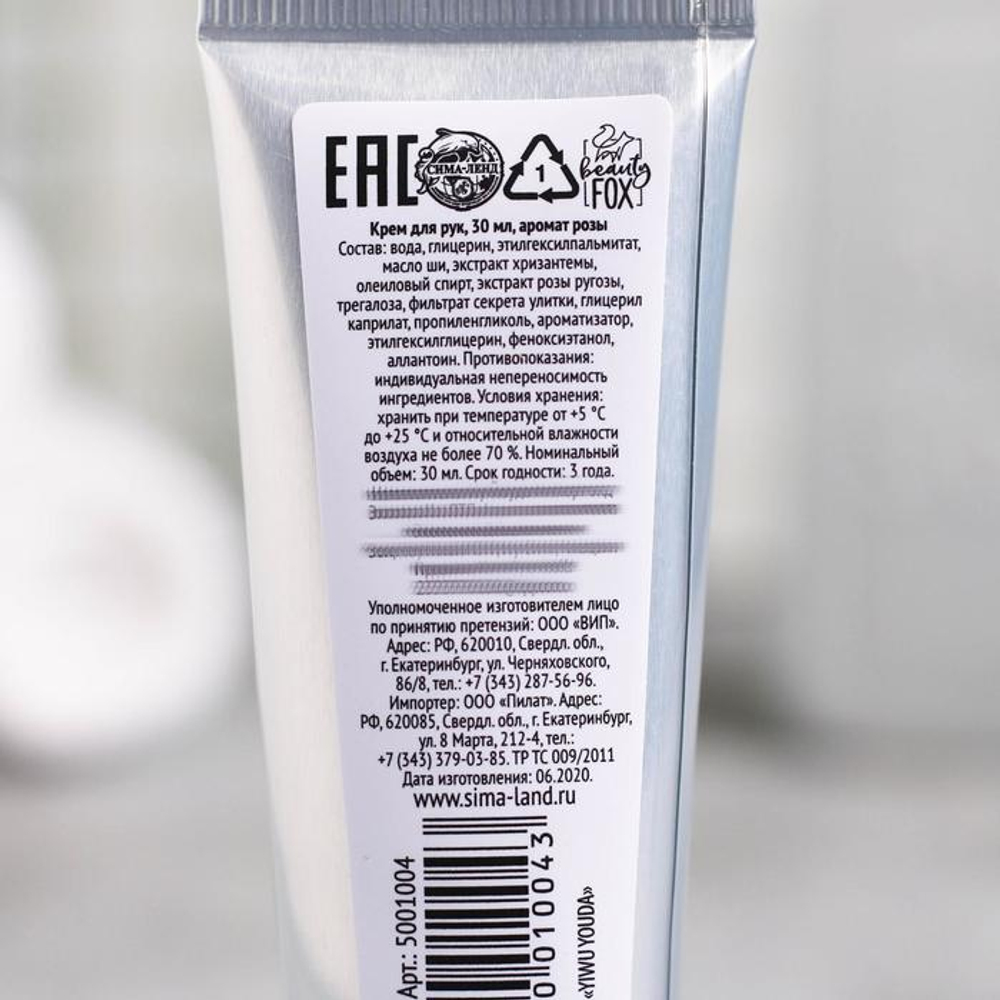 ЕАС СИМА-ЛЕНД 1 beauty FOX
Крем для рук, 30 мл, аромат розы
Состав: вода, глицерин, этилгексилпальмитат,
масло ши, экстракт хризантемы,
олеиловый спирт, экстракт розы ругозы,
трегалоза, фильтрат секрета улитки, глицерил
каприлат, пропиленгликоль, ароматизатор,
этилгексилглицерин, феноксиэтанол,
аллантоин. Противопоказания:
индивидуальная непереносимость
ингредиентов. Условия хранения:
хранить при температуре от +5 °C
до +25 °C и относительной влажности
воздуха не более 70 %. Номинальный
объем: 30 мл. Срок годности: 3 года.
Уполномоченное изготовителем лицо
по принятию претензий: ООО «ВИП».
Адрес: РФ, 620010, Свердл. обл.,
г. Екатеринбург, ул. Черняховского,
86/8, тел.: +7 (343) 287-56-96.
Импортер: ООО «Пилат». Адрес:
РФ, 620085, Свердл. обл., г. Екатеринбург,
ул. 8 Марта, 212-4, тел.:
+7 (343) 379-03-85. ТР ТС 009/2011
Дата изготовления: 06.2020.
www.sima-land.ru
Арт.: 5001004
010043
«YIWU YOUDA»